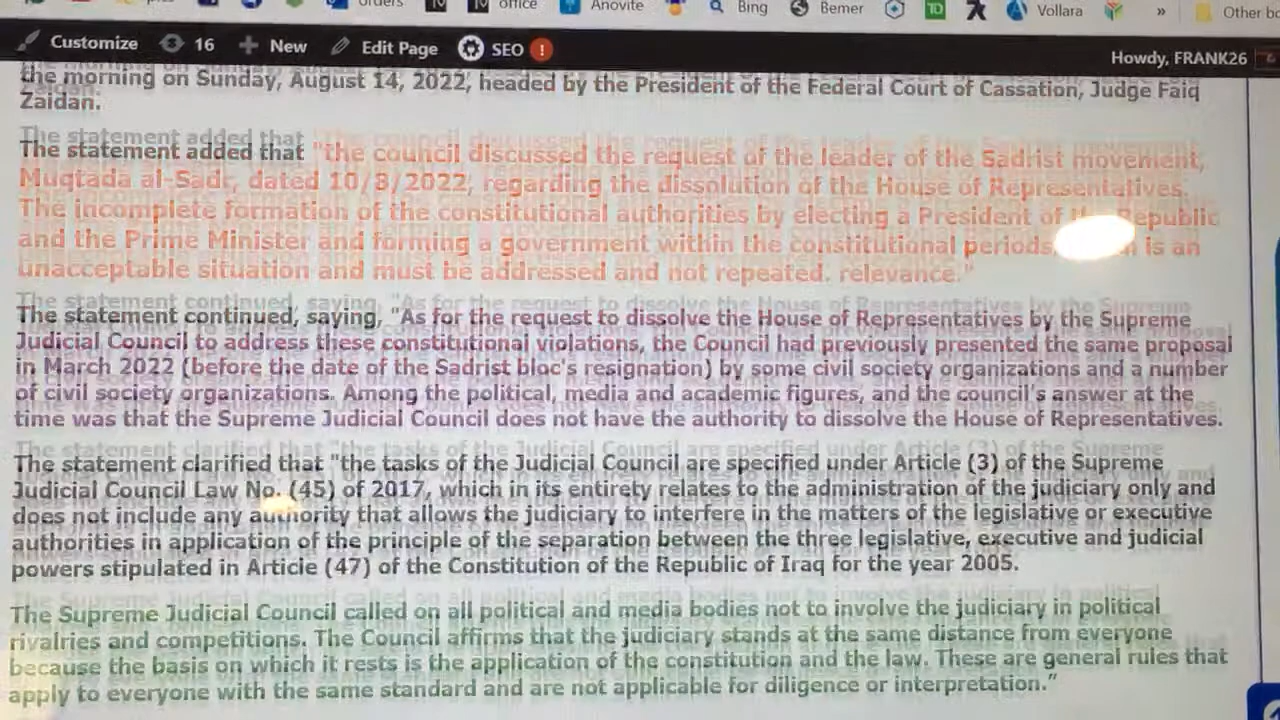 orders
office
Anovite
Bing
Bemer
TD
Vollara
»
Other bo
Customize 16 + New Edit Page SEO ! Howdy, FRANK26
the morning on Sunday, August 14, 2022, headed by the President of the Federal Court of Cassation, Judge Faiq
Zaidan.
The statement added that "the council discussed the request of the leader of the Sadrist movement,
Muqtada al-Sadr, dated 10/8/2022, regarding the dissolution of the House of Representatives.
The incomplete formation of the constitutional authorities by electing a President of the Republic
and the Prime Minister and forming a government within the constitutional periods, is an
unacceptable situation and must be addressed and not repeated. relevance."
The statement continued, saying, "As for the request to dissolve the House of Representatives by the Supreme
Judicial Council to address these constitutional violations, the Council had previously presented the same proposal
in March 2022 (before the date of the Sadrist bloc's resignation) by some civil society organizations and a number
of civil society organizations. Among the political, media and academic figures, and the council's answer at the
time was that the Supreme Judicial Council does not have the authority to dissolve the House of Representatives.
The statement clarified that "the tasks of the Judicial Council are specified under Article (3) of the Supreme
Judicial Council Law No. (45) of 2017, which in its entirety relates to the administration of the judiciary only and
does not include any authority that allows the judiciary to interfere in the matters of the legislative or executive
authorities in application of the principle of the separation between the three legislative, executive and judicial
powers stipulated in Article (47) of the Constitution of the Republic of Iraq for the year 2005.
The Supreme Judicial Council called on all political and media bodies not to involve the judiciary in political
rivalries and competitions. The Council affirms that the judiciary stands at the same distance from everyone
because the basis on which it rests is the application of the constitution and the law. These are general rules that
apply to everyone with the same standard and are not applicable for diligence or interpretation."